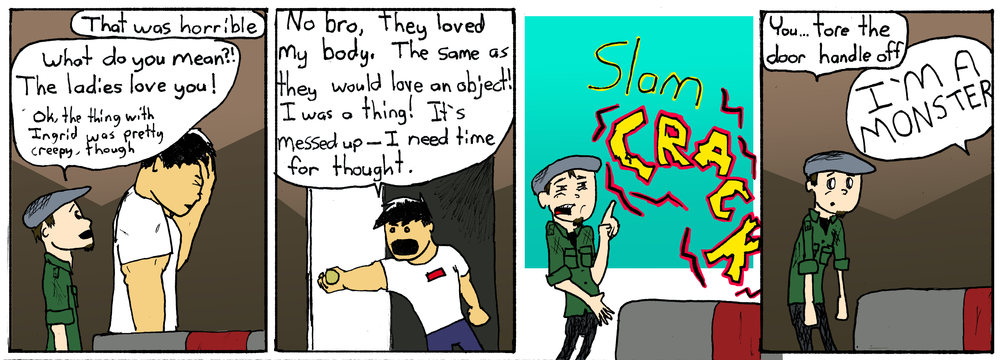 That was horrible
What do you mean?!
The ladies love you!
Ok, the thing with
Ingrid was pretty
creepy, though
No bro, they loved
my body. The same as
they would love an object!
I was a thing! It's
messed up — I need time
for thought.
Slam
CRACK
You... tore the
door handle off
I'M A
MONSTER